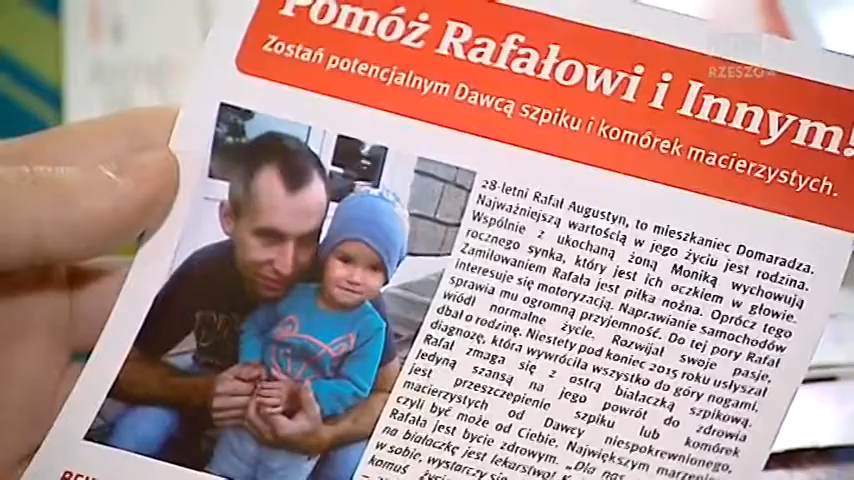 Pomóż Rafałowi i Innym!
Zostań potencjalnym Dawcą szpiku i komórek macierzystych.
RZESZÓW
28-letni Rafał Augustyn, to mieszkaniec Domaradza.
Najważniejszą wartością w jego życiu jest rodzina.
Wspólnie z ukochaną żoną Moniką, wychowują
rocznego synka, który jest ich oczkiem w głowie.
Zamiłowaniem Rafała jest piłka nożna. Oprócz tego
interesuje się motoryzacją. Naprawianie samochodów
sprawia mu ogromną przyjemność. Do tej pory Rafał
wiódł normalne życie, Rozwijał swoje pasje,
dbał o rodzinę. Niestety pod koniec 2015 roku usłyszał
diagnozę, która wywróciła wszystko do góry nogami.
Rafał zmaga się z ostrą białaczką szpikową.
Jedyną szansą na jego powrót do zdrowia
jest przeszczepienie szpiku lub komórek
macierzystych od Dawcy niespokrewnionego,
czyli być może od Ciebie. Największym marzeniem
Rafała jest bycie zdrowym.
w sobie
komuś